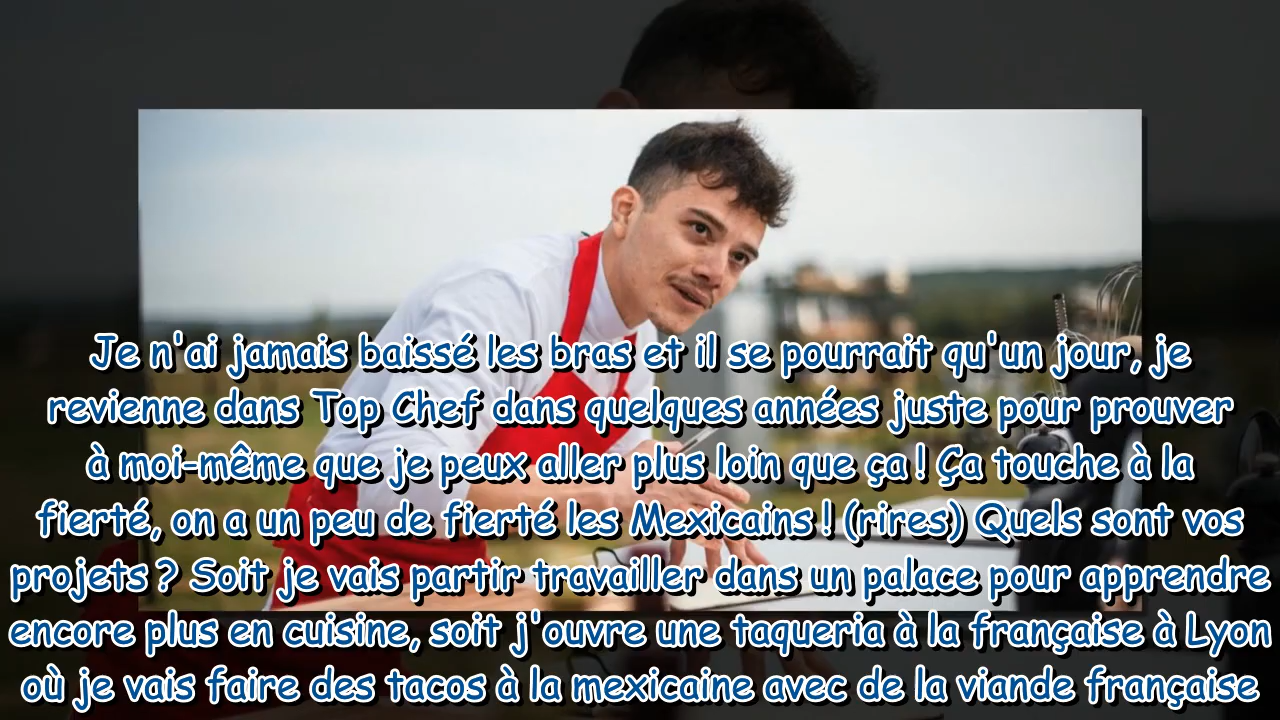 Je n'ai jamais baissé les bras et il se pourrait qu'un jour, je
revienne dans Top Chef dans quelques années juste pour prouver
à moi-même que je peux aller plus loin que ça ! Ça touche à la
fierté, on a un peu de fierté les Mexicains ! (rires) Quels sont vos
projets ? Soit je vais partir travailler dans un palace pour apprendre
encore plus en cuisine, soit j'ouvre une taqueria à la française à Lyon
où je vais faire des tacos à la mexicaine avec de la viande française